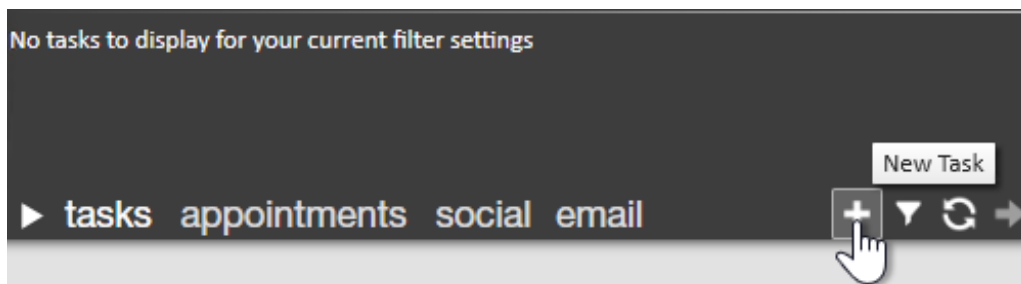 No tasks to display for your current filter settings
New Task
tasks appointments social email